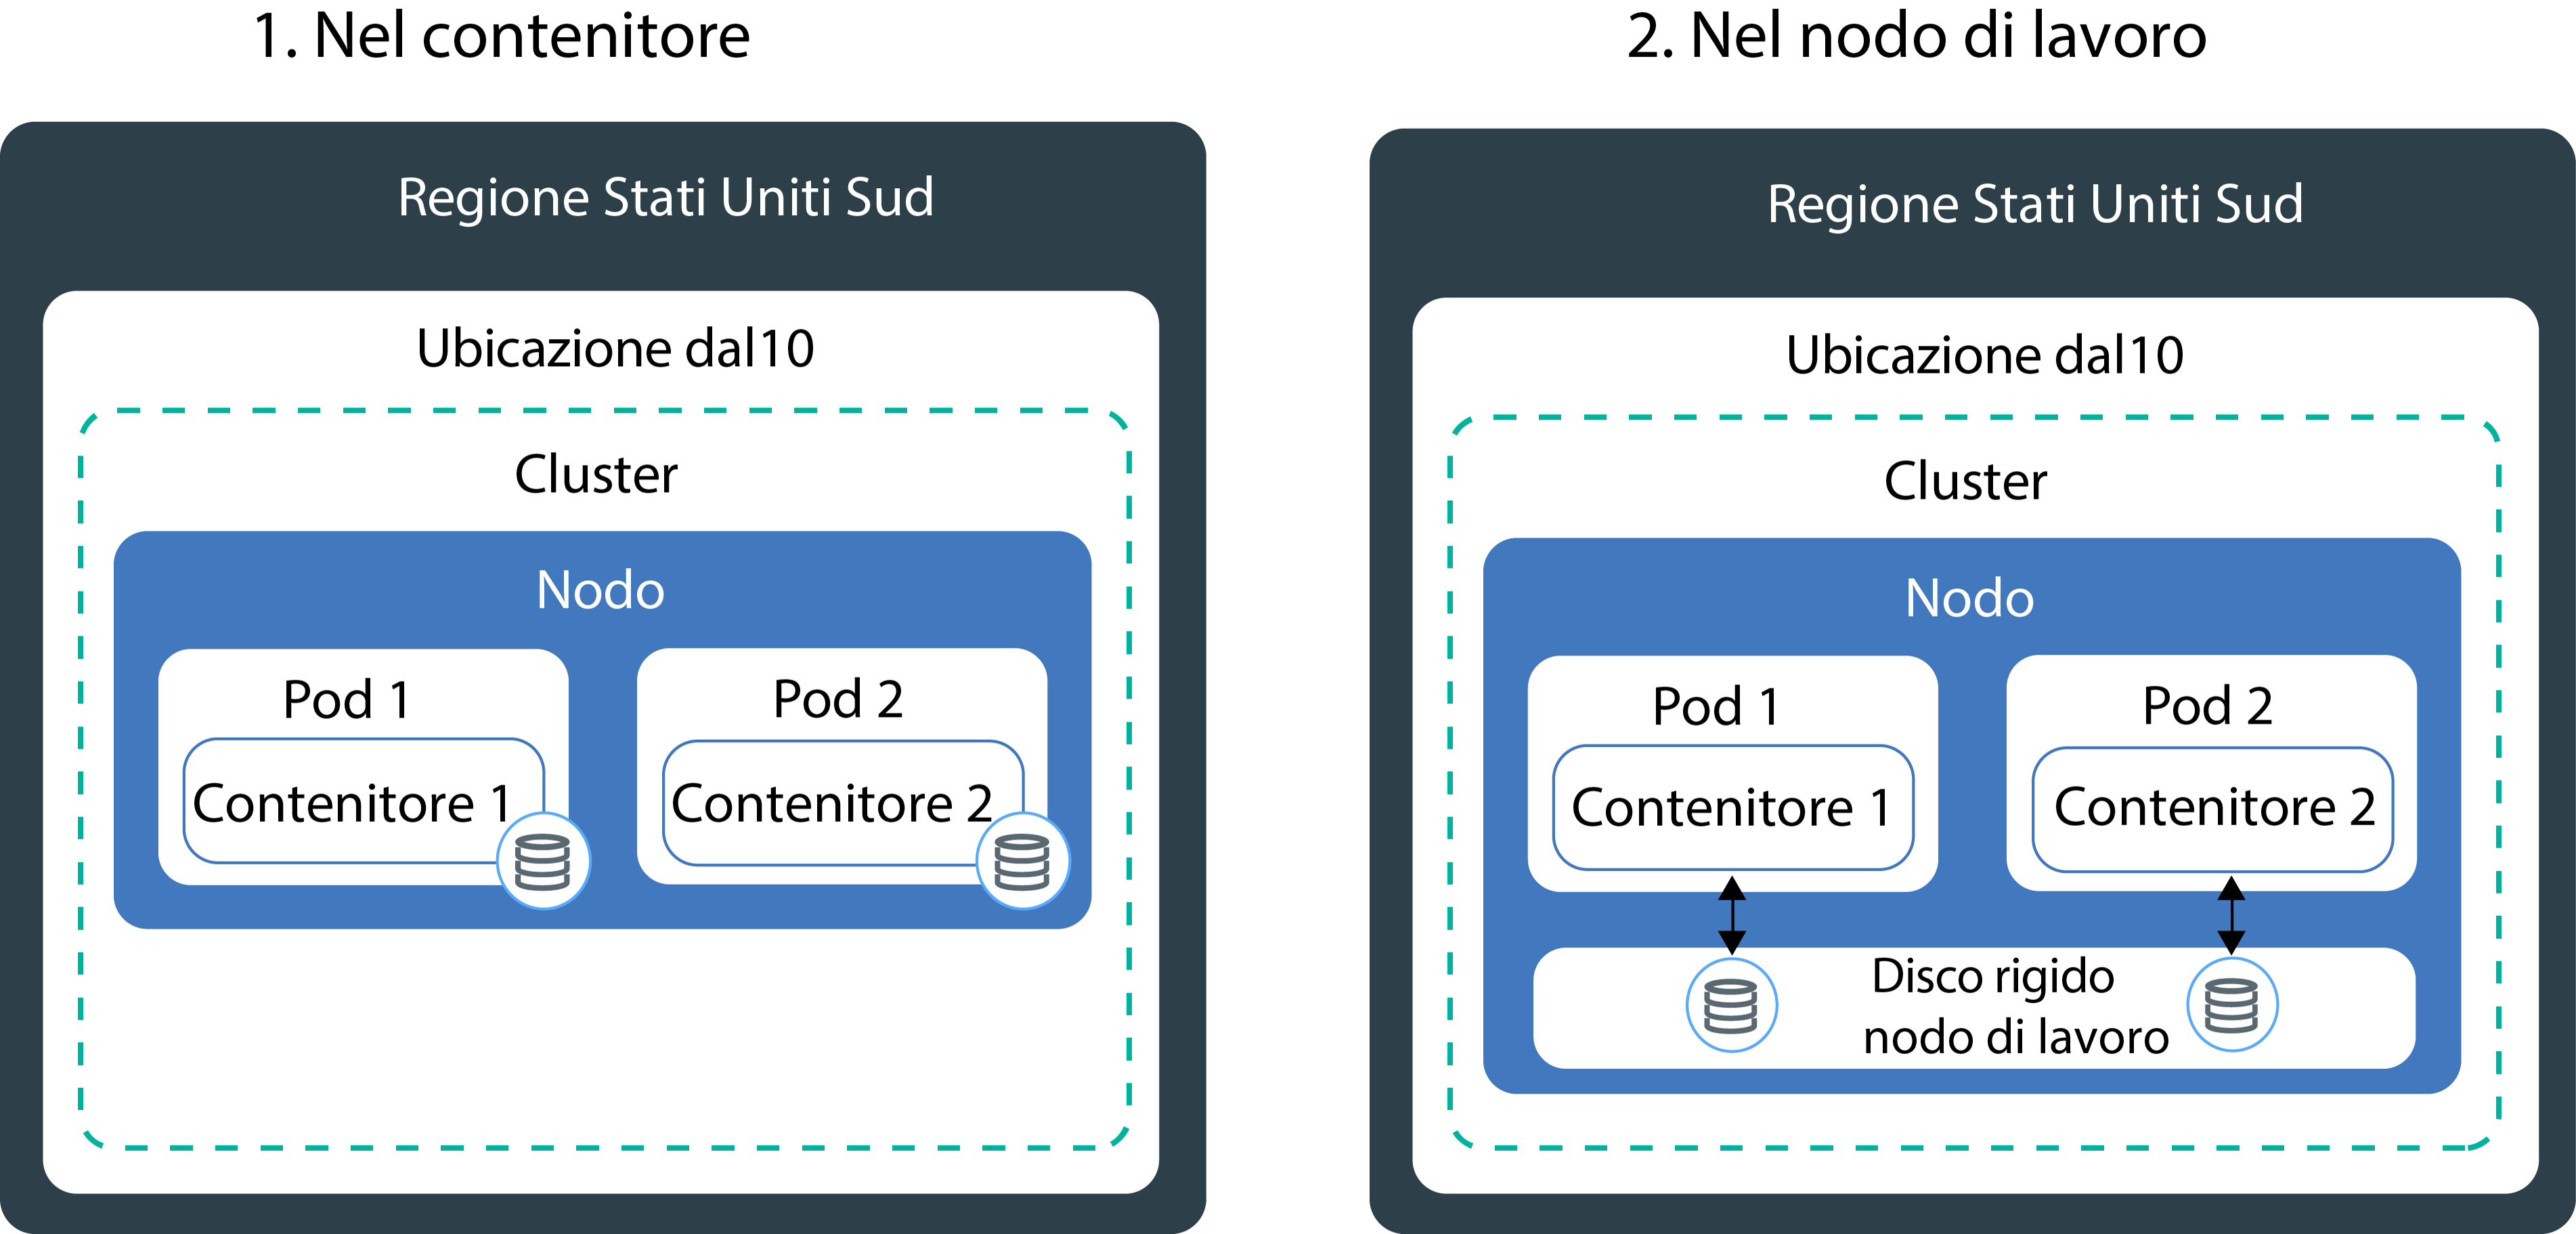 1. Nel contenitore
Regione Stati Uniti Sud
Ubicazione dal10
Cluster
Nodo
Pod 1
Contenitore 1
Pod 2
Contenitore 2
2. Nel nodo di lavoro
Regione Stati Uniti Sud
Ubicazione dal10
Cluster
Nodo
Pod 1
Contenitore 1
Pod 2
Contenitore 2
Disco rigido
nodo di lavoro